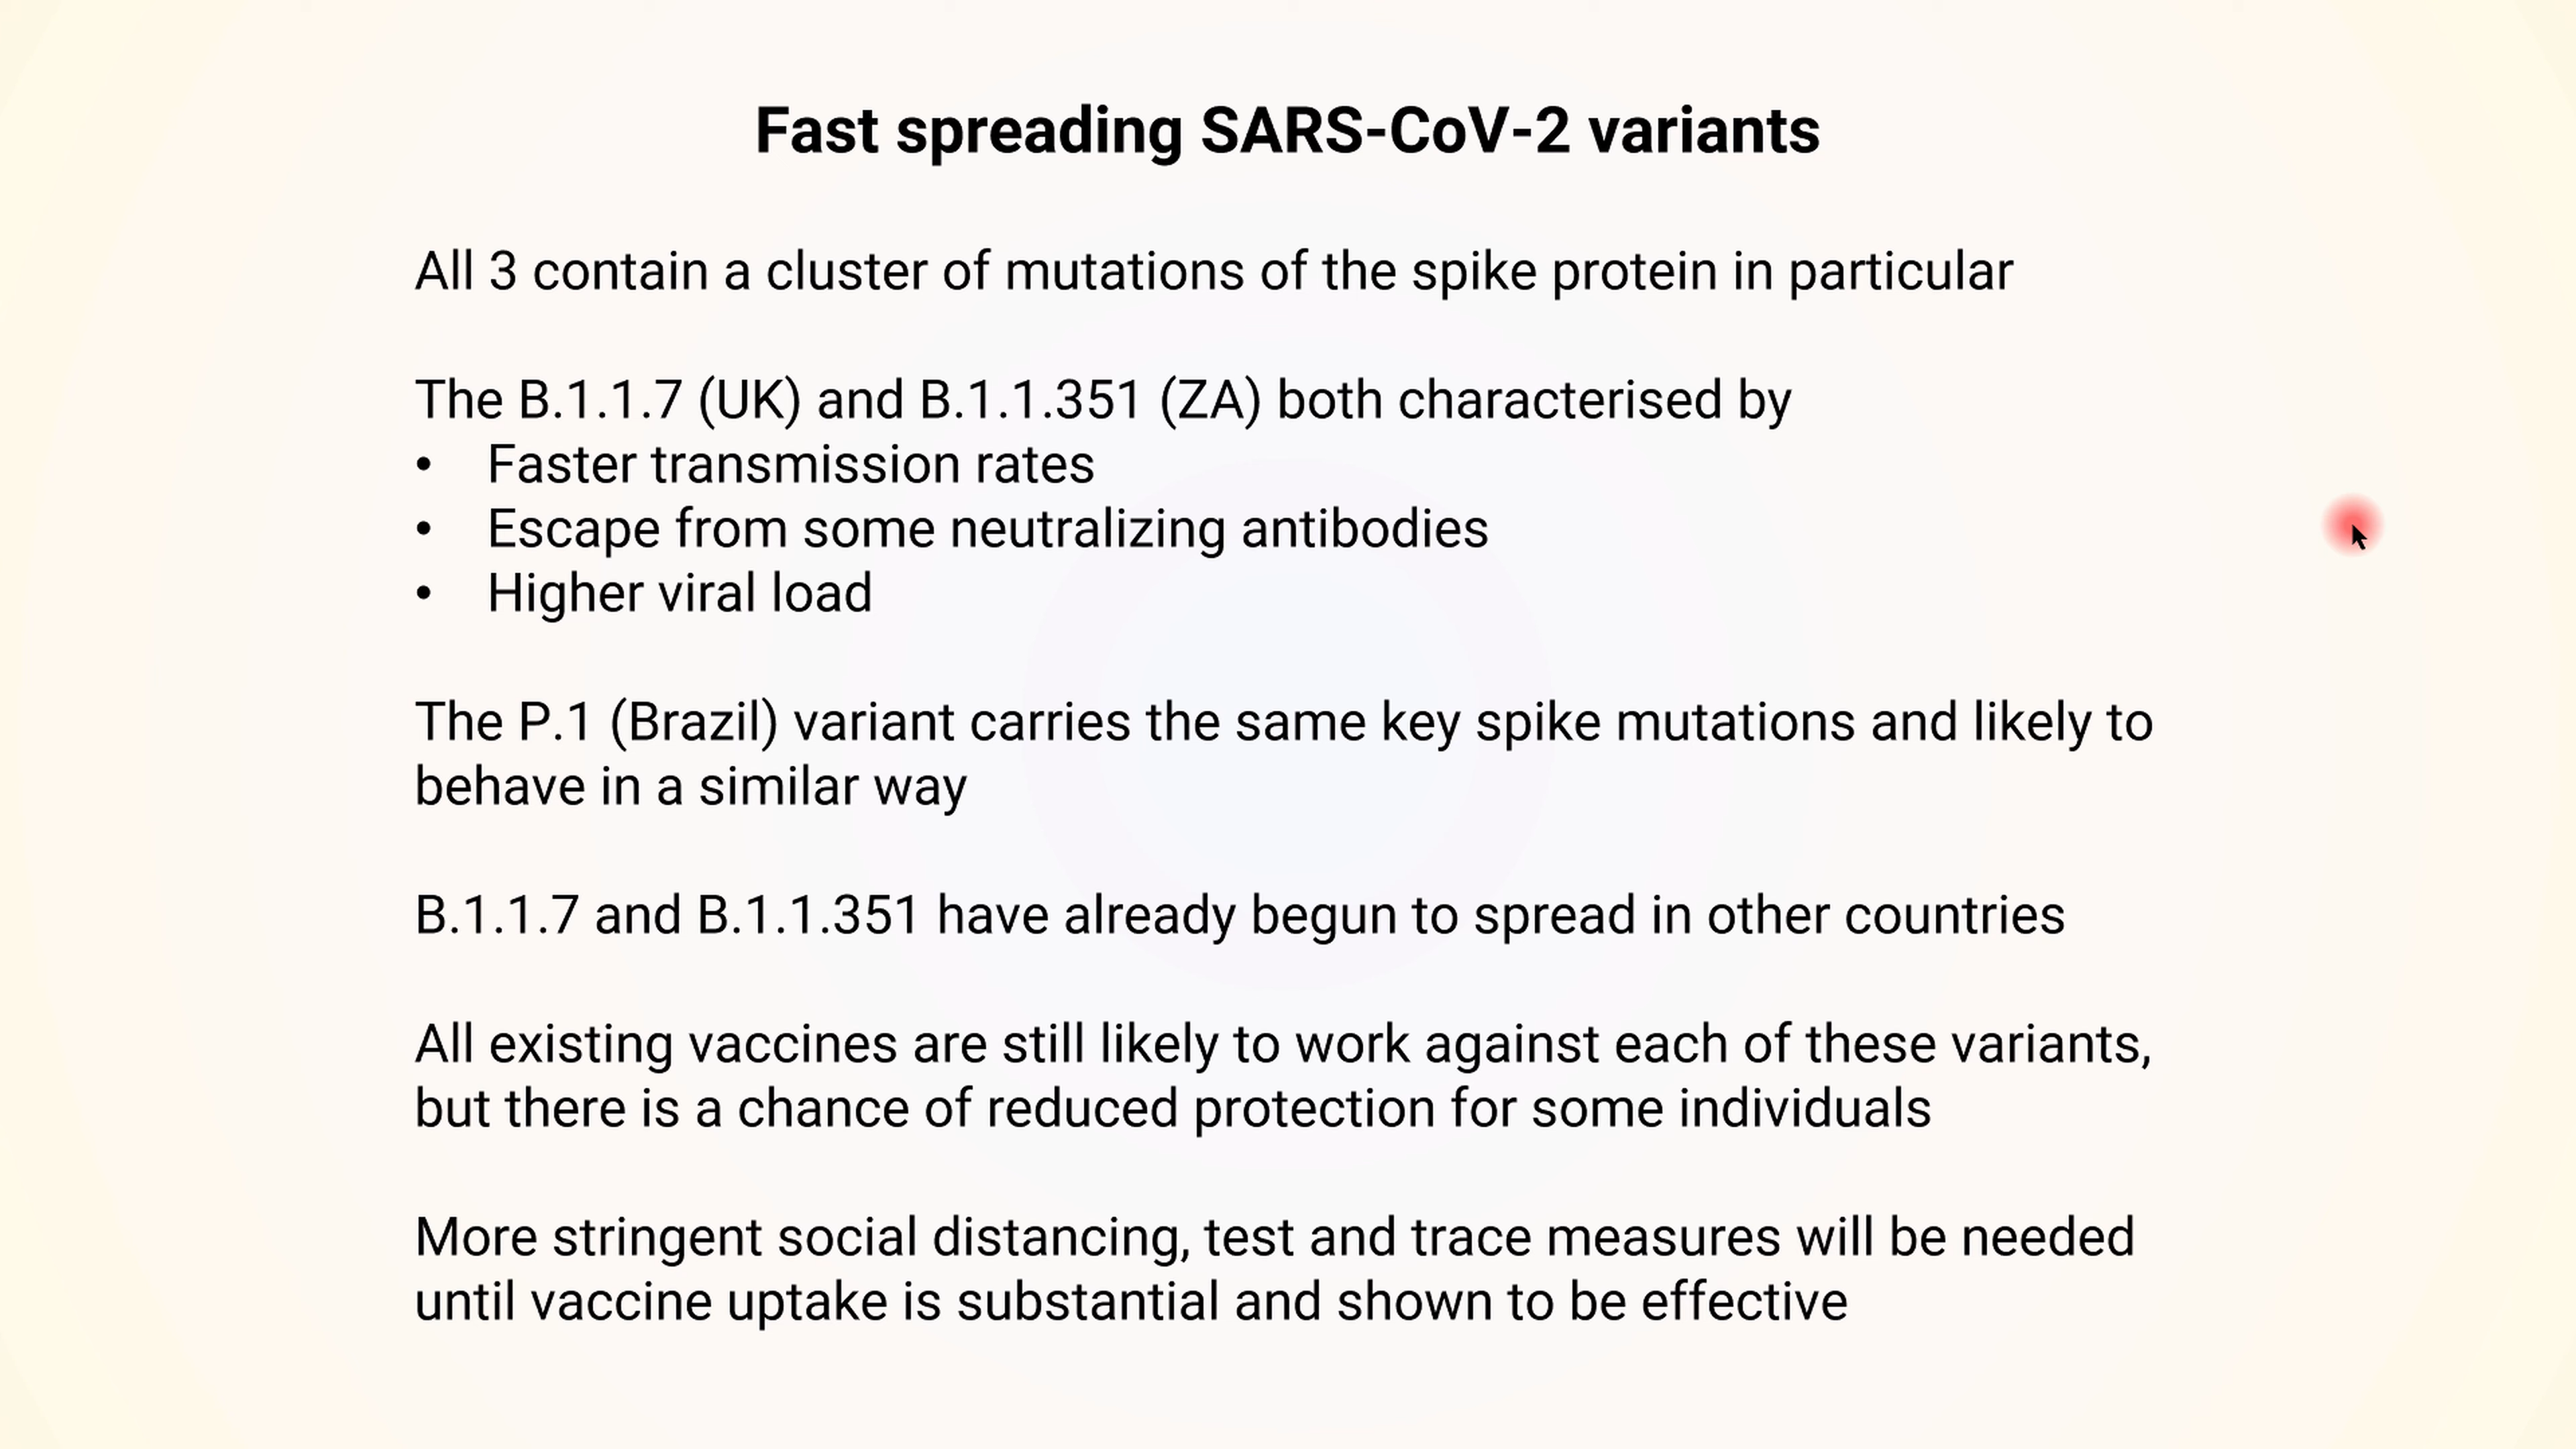 Fast spreading SARS-CoV-2 variants
All 3 contain a cluster of mutations of the spike protein in particular
The B.1.1.7 (UK) and B.1.1.351 (ZA) both characterised by
• Faster transmission rates
• Escape from some neutralizing antibodies
• Higher viral load
The P.1 (Brazil) variant carries the same key spike mutations and likely to
behave in a similar way
B.1.1.7 and B.1.1.351 have already begun to spread in other countries
All existing vaccines are still likely to work against each of these variants,
but there is a chance of reduced protection for some individuals
More stringent social distancing, test and trace measures will be needed
until vaccine uptake is substantial and shown to be effective